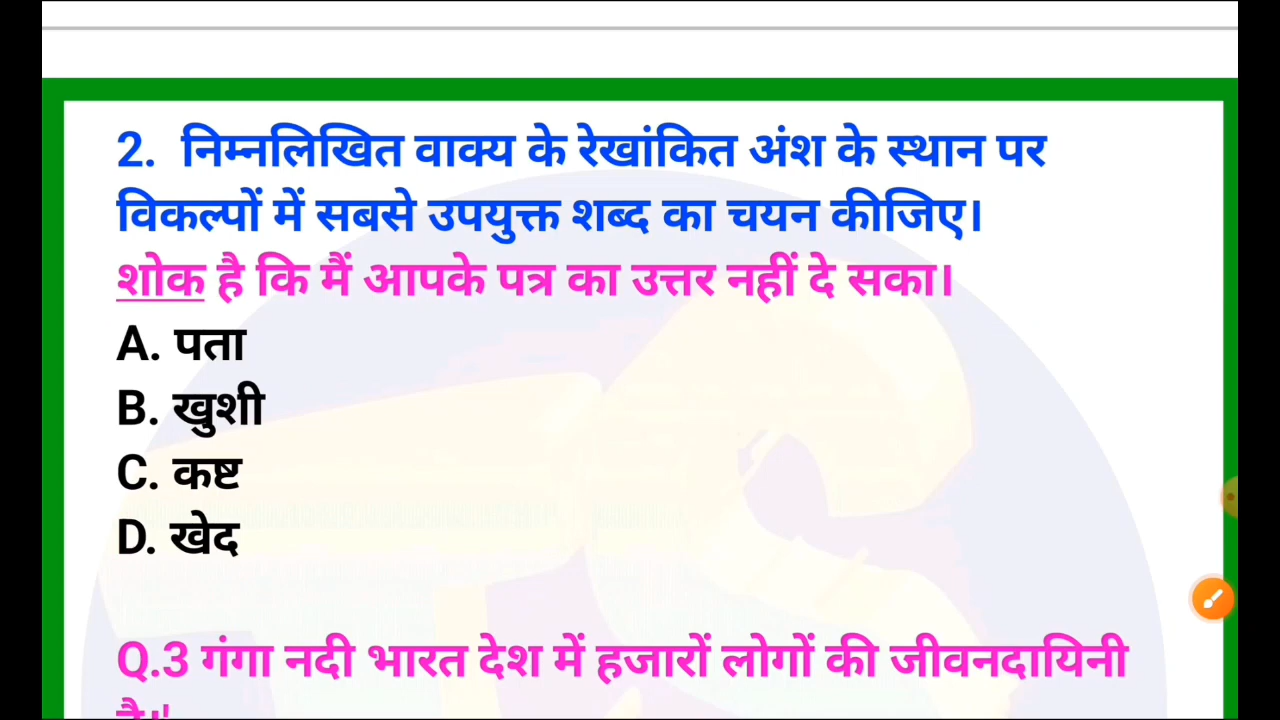 2. निम्नलिखित वाक्य के रेखांकित अंश के स्थान पर
विकल्पों में सबसे उपयुक्त शब्द का चयन कीजिए।
शोक है कि मैं आपके पत्र का उत्तर नहीं दे सका।
A. पता
B. खुशी
C. कष्ट
D. खेद
Q.3 गंगा नदी भारत देश में हजारों लोगों की जीवनदायिनी
है।'